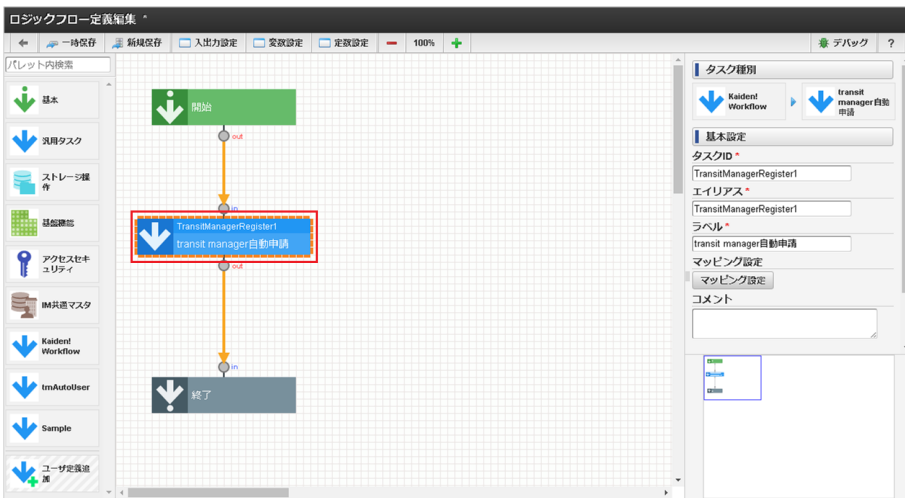 ロジックフロー定義編集 *
一時保存
新規保存
入出力設定
変数設定
定数設定
100%
デバッグ
?
パレット内検索
基本
汎用タスク
ストレージ操
作
基盤機能
アクセスセキ
ュリティ
IM共通マスタ
Kaiden!
Workflow
tmAutoUser
Sample
ユーザ定義追
加
開始
out
in
TransitManagerRegister1
transit manager自動申請
out
in
終了
タスク種別
Kaiden!
Workflow
transit
manager自動
申請
基本設定
タスクID *
TransitManagerRegister1
エイリアス *
TransitManagerRegister1
ラベル *
transit manager自動申請
マッピング設定
マッピング設定
コメント